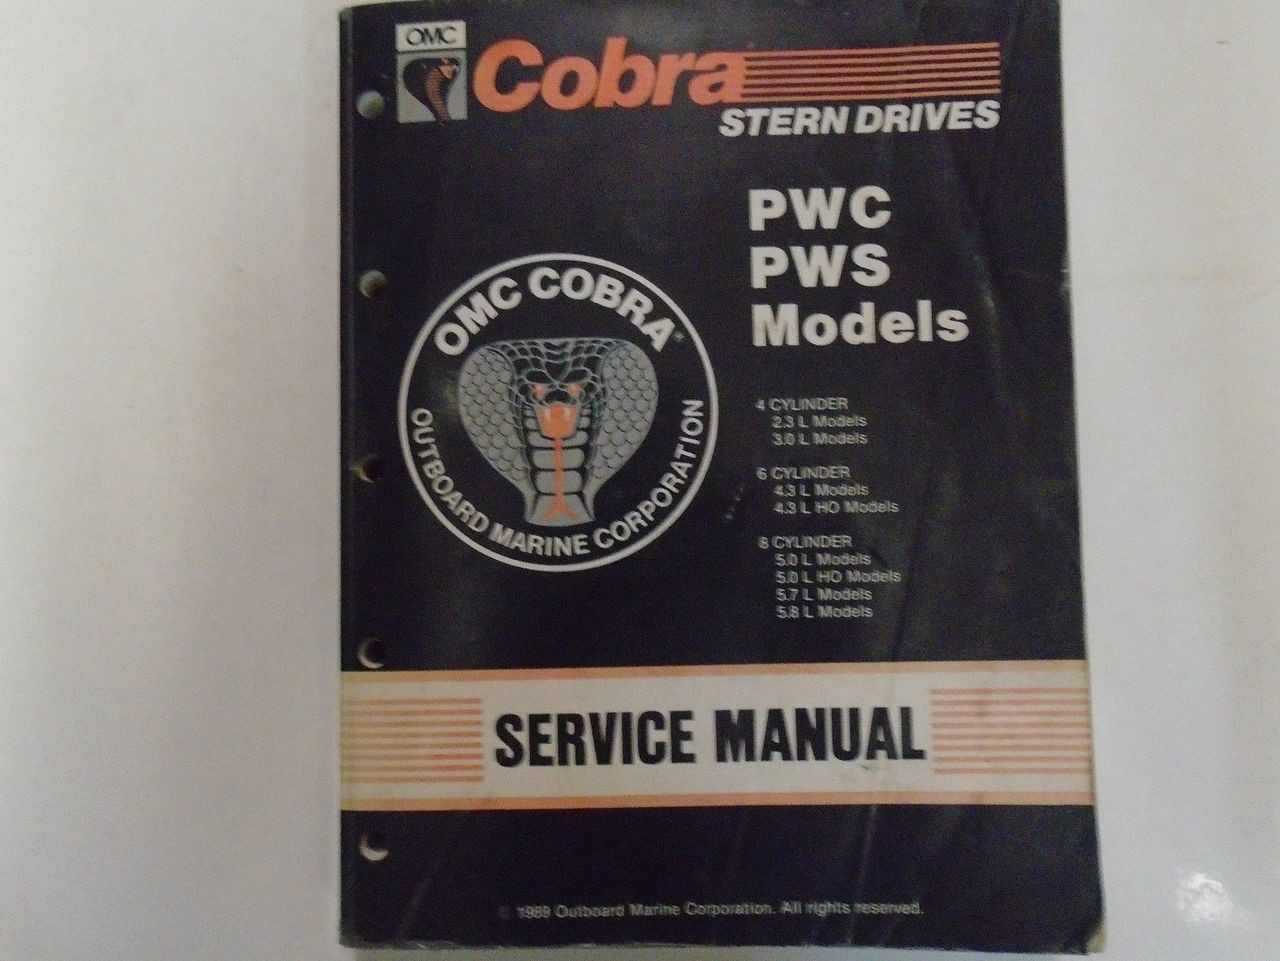 OMC
Cobra
STERN DRIVES
PWC
PWS
Models
OMC COBRA®
OUTBOARD MARINE CORPORATION
4 CYLINDER
2.3 L Models
3.0 L Models
6 CYLINDER
4.3 L Models
4.3 L HO Models
8 CYLINDER
5.0 L Models
5.0 L HO Models
5.7 L Models
5.8 L Models
SERVICE MANUAL
© 1989 Outboard Marine Corporation. All rights reserved.